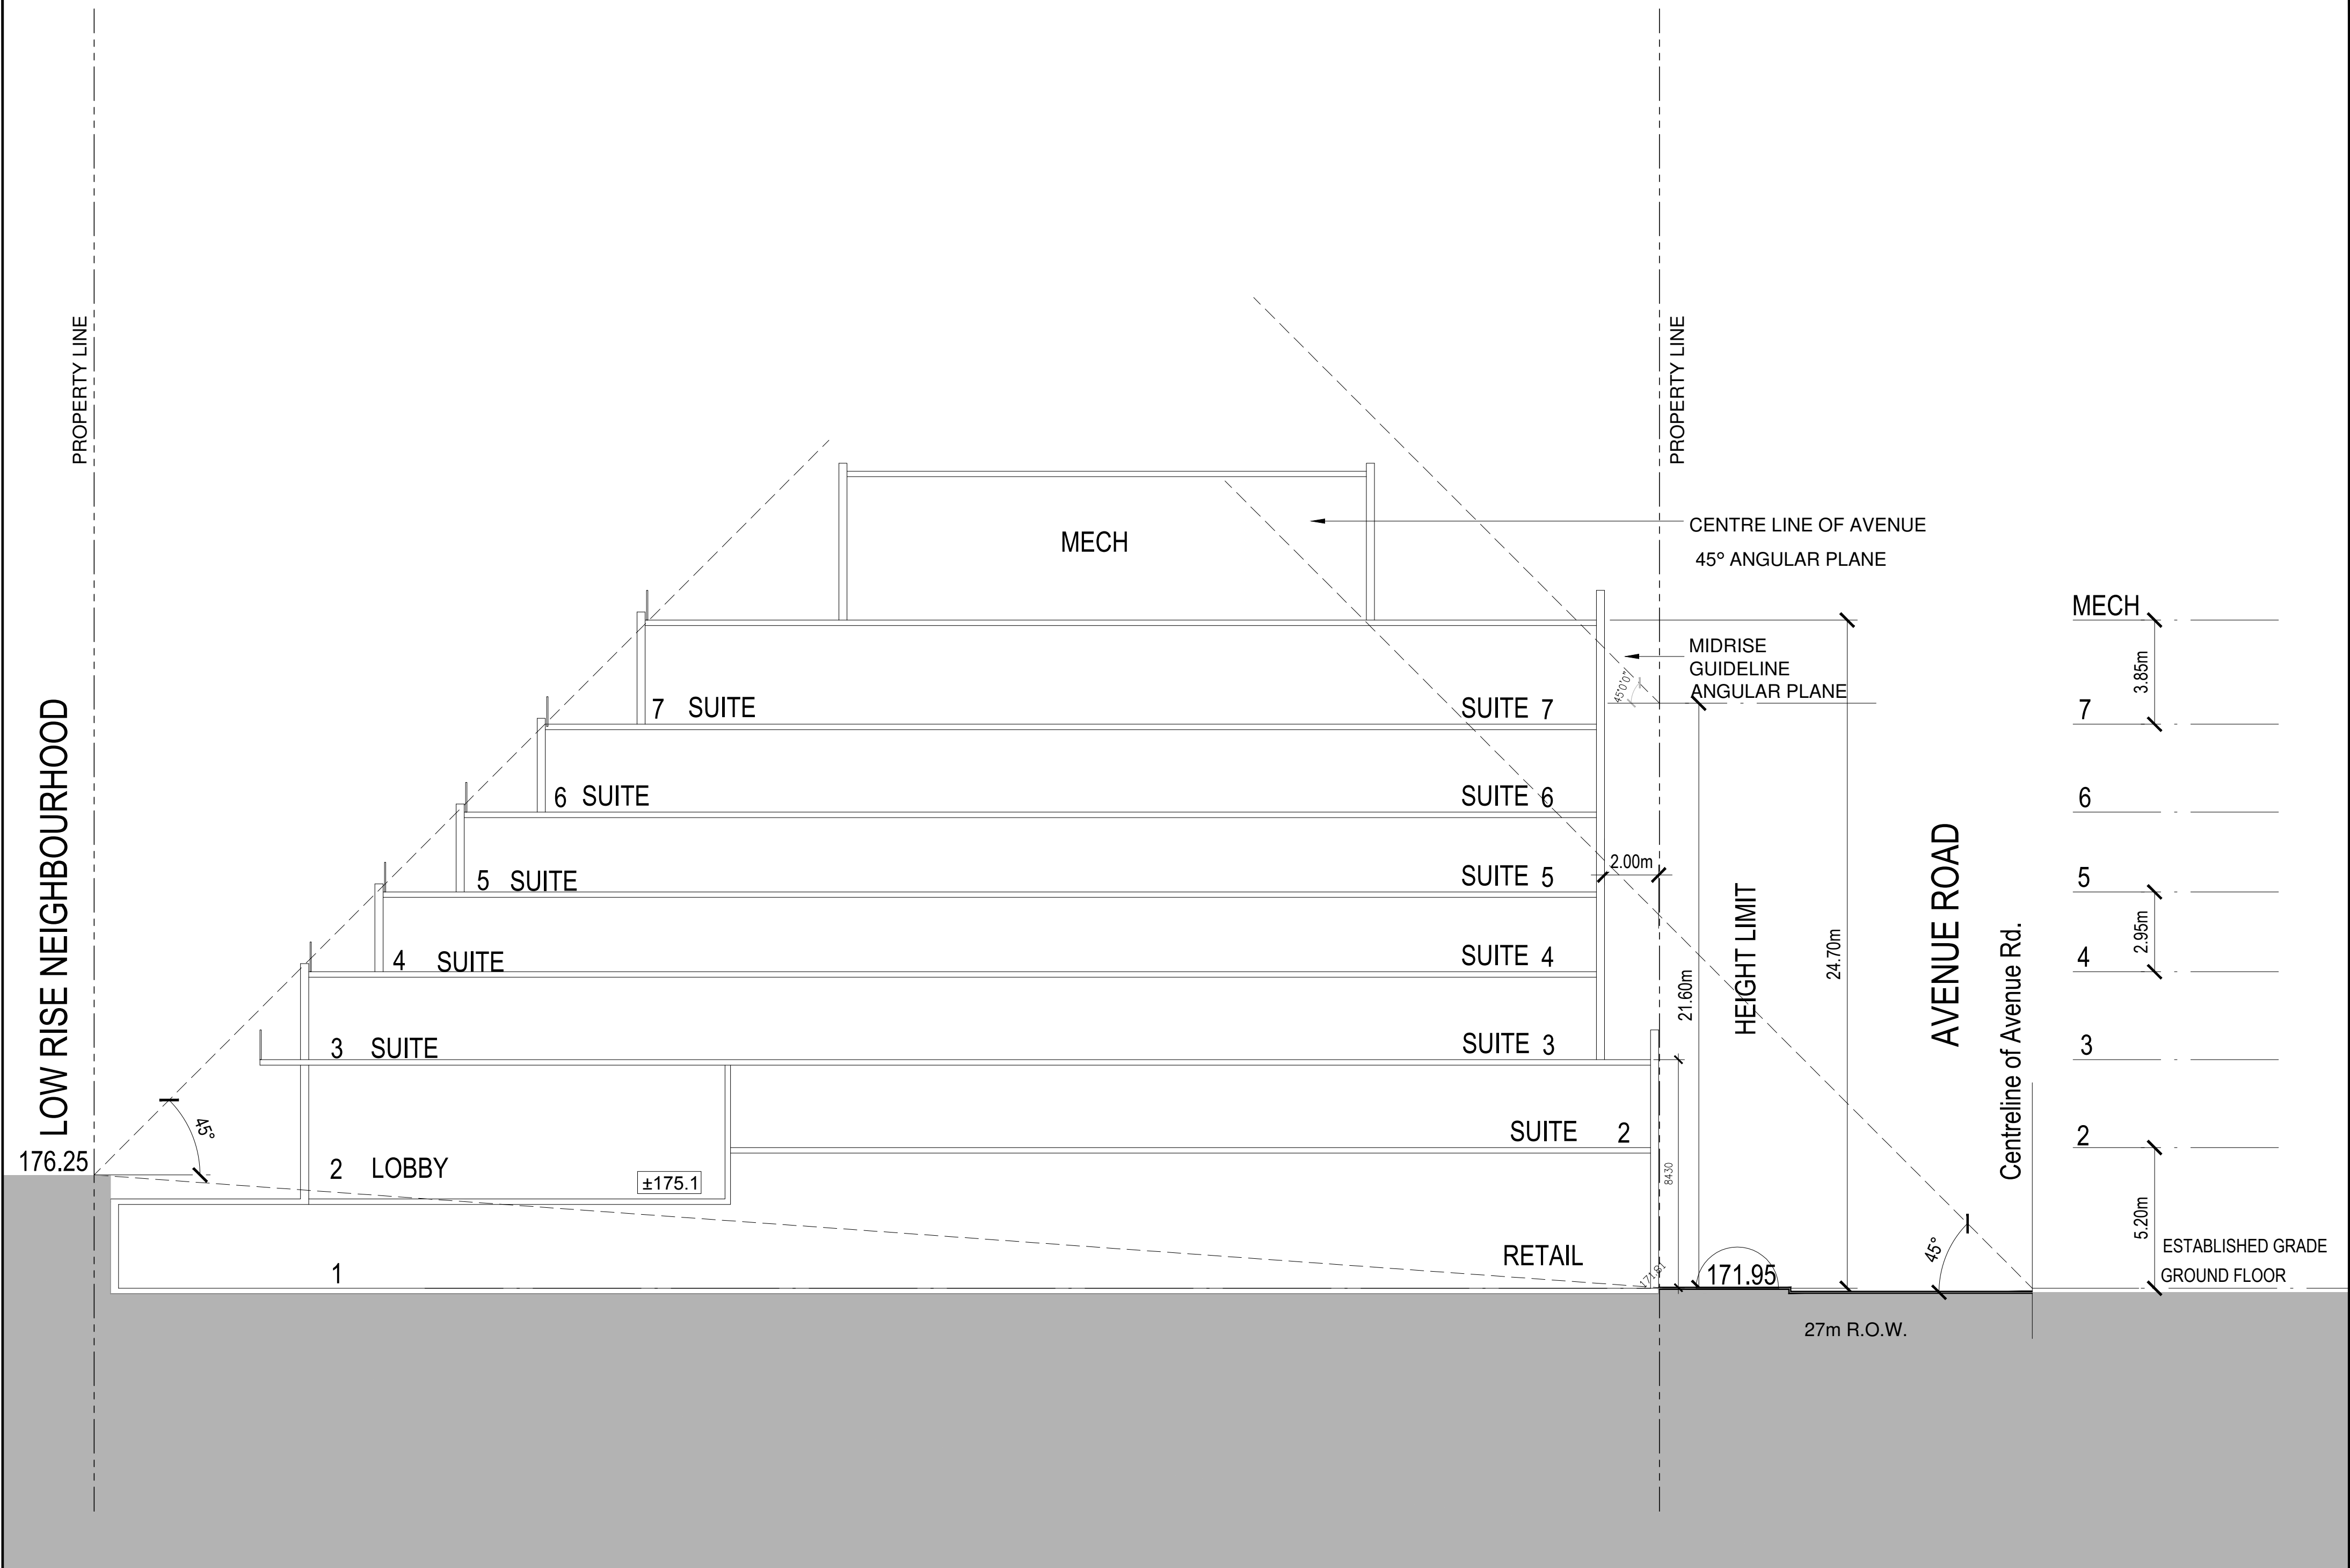 PROPERTY LINE
PROPERTY LINE
CENTRE LINE OF AVENUE
45° ANGULAR PLANE
MECH
MECH
MIDRISE
GUIDELINE
ANGULAR PLANE
3.85m
7 SUITE
SUITE 7
7
6 SUITE
SUITE 6
6
LOW RISE NEIGHBOURHOOD
5 SUITE
SUITE 5
2.00m
5
4 SUITE
SUITE 4
2.95m
4
HEIGHT LIMIT
21.60m
24.70m
AVENUE ROAD
Centreline of Avenue Rd.
3 SUITE
SUITE 3
3
45°
SUITE 2
2
176.25
2 LOBBY
±175.1
8430
5.20m
RETAIL
45°
ESTABLISHED GRADE
GROUND FLOOR
1
171.95
27m R.O.W.